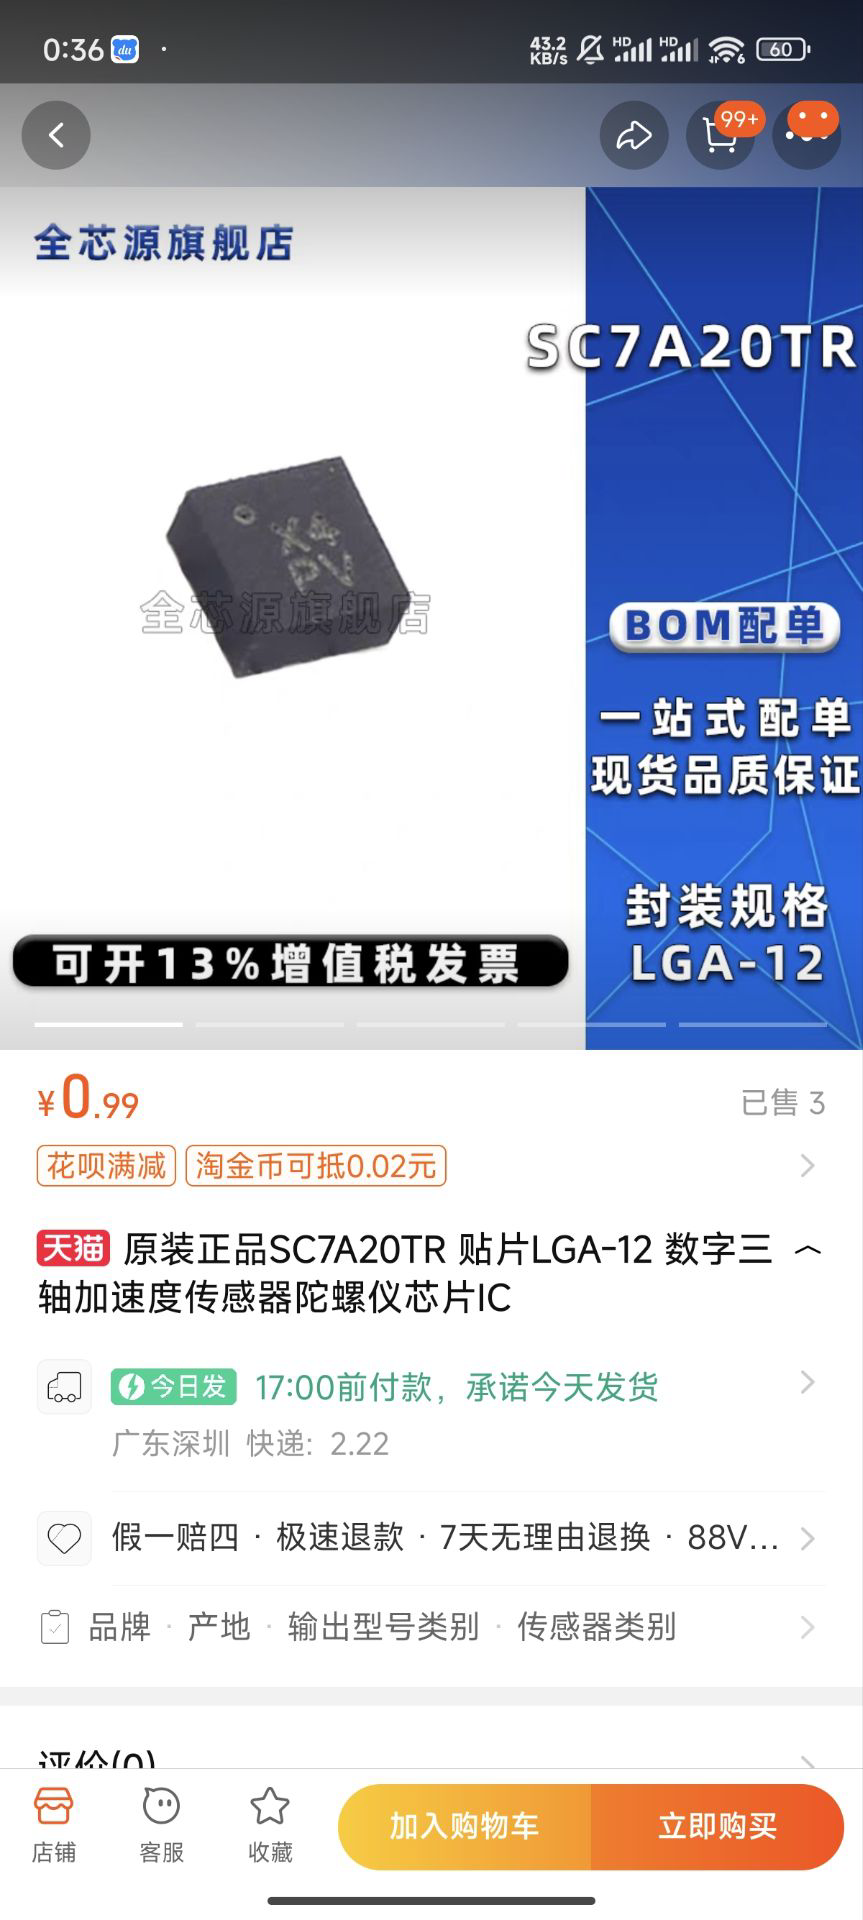 0:36
du
43.2
KB/s
HD
HD
6
60
99+
全芯源旗舰店
SC7A20TR
X4
PV
全芯源旗舰店
BOM配单
一站式配单
现货品质保证
封装规格
LGA-12
可开13%增值税发票
¥0.99
已售 3
花呗满减
淘金币可抵0.02元
天猫 原装正品SC7A20TR 贴片LGA-12 数字三
轴加速度传感器陀螺仪芯片IC
今日发 17:00前付款，承诺今天发货
广东深圳 快递: 2.22
假一赔四 · 极速退款 · 7天无理由退换 · 88V...
品牌 · 产地 · 输出型号类别 · 传感器类别
评价(0)
店铺
客服
收藏
加入购物车
立即购买